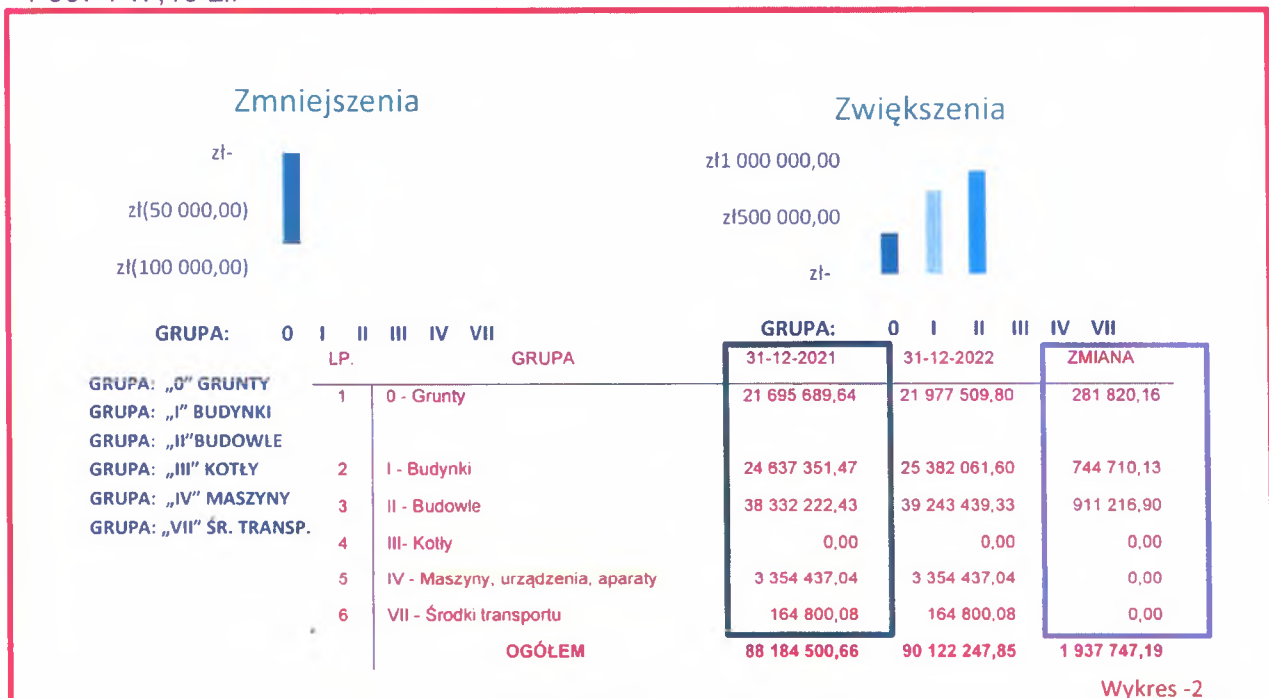 Zmniejszenia
zł-
zł(50 000,00)
zł(100 000,00)
GRUPA: 0 I II III IV VII
Zwiększenia
zł1 000 000,00
zł500 000,00
zł-
GRUPA: 0 I II III IV VII
GRUPA: „0” GRUNTY
GRUPA: „I” BUDYNKI
GRUPA: „II”BUDOWLE
GRUPA: „III” KOTŁY
GRUPA: „IV” MASZYNY
GRUPA: „VII” ŚR. TRANSP.
LP. GRUPA 31-12-2021 31-12-2022 ZMIANA
1 0 - Grunty 21 695 689,64 21 977 509,80 281 820,16
2 I - Budynki 24 637 351,47 25 382 061,60 744 710,13
3 II - Budowle 38 332 222,43 39 243 439,33 911 216,90
4 III- Kotły 0,00 0,00 0,00
5 IV - Maszyny, urządzenia, aparaty 3 354 437,04 3 354 437,04 0,00
6 VII - Środki transportu 164 800,08 164 800,08 0,00
OGÓŁEM 88 184 500,66 90 122 247,85 1 937 747,19
Wykres -2